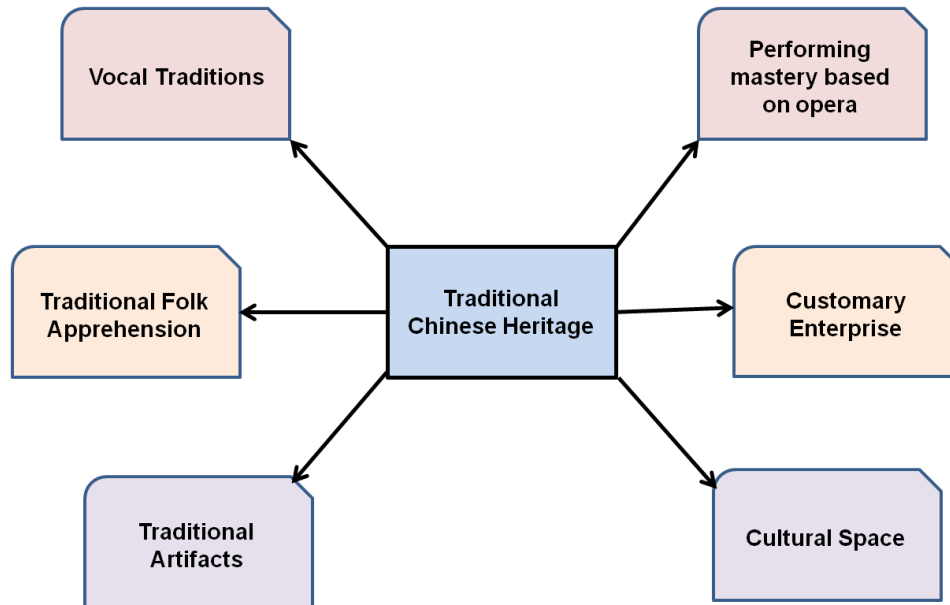 Vocal Traditions
Performing
mastery based
on opera
Traditional Folk
Apprehension
Traditional
Chinese Heritage
Customary
Enterprise
Traditional
Artifacts
Cultural Space